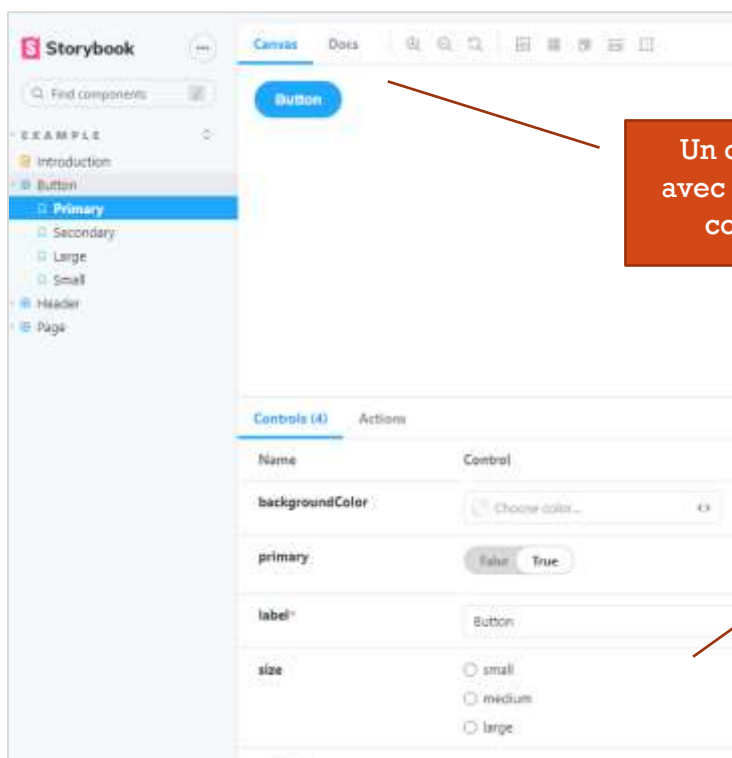 Storybook
Canvas Docs
Find components
Button
EXAMPLE
Introduction
Button
Primary
Secondary
Large
Small
Header
Page
Un
avec
Controls (4) Actions
Name Control
backgroundColor Choose color...
primary False True
label* Button
size small
medium
large